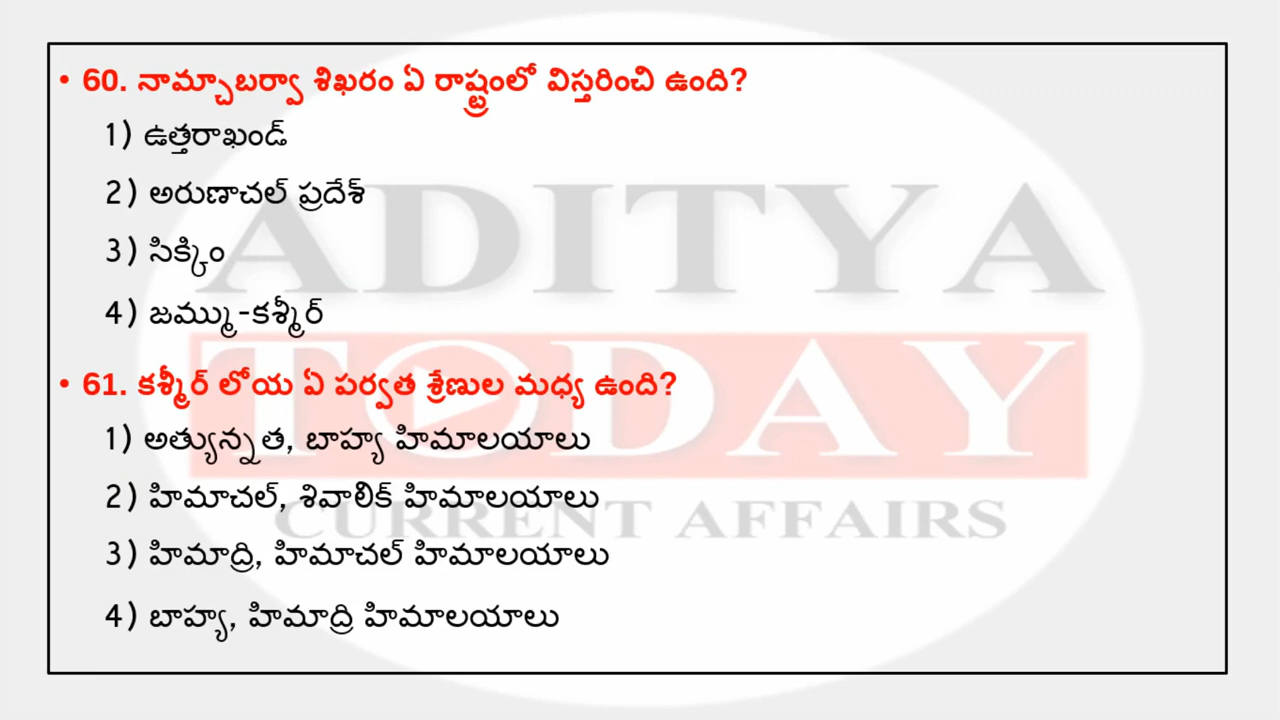 • 60. నామ్చాబర్వా శిఖరం ఏ రాష్ట్రంలో విస్తరించి ఉంది?
1) ఉత్తరాఖండ్
2) అరుణాచల్ ప్రదేశ్
3) సిక్కిం
4) జమ్ము-కశ్మీర్
• 61. కశ్మీర్ లోయ ఏ పర్వత శ్రేణుల మధ్య ఉంది?
1) అత్యున్నత, బాహ్య హిమాలయాలు
2) హిమాచల్, శివాలిక్ హిమాలయాలు
3) హిమాద్రి, హిమాచల్ హిమాలయాలు
4) బాహ్య, హిమాద్రి హిమాలయాలు
ADITYA
TODAY
CURRENT AFFAIRS